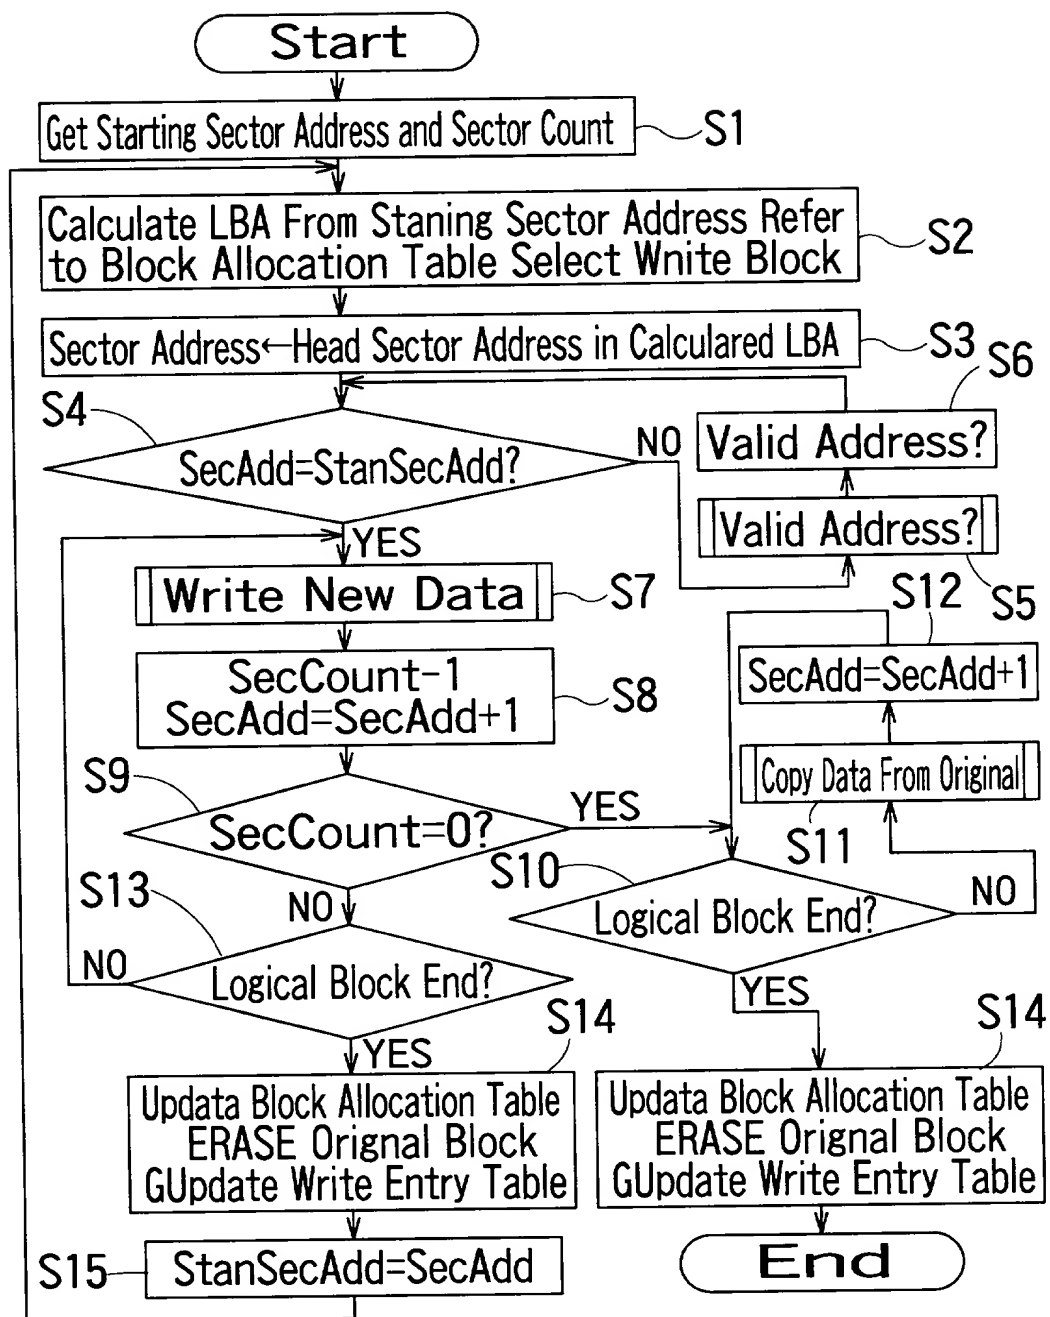 Start
Get Starting Sector Address and Sector Count
S1
Calculate LBA From Staning Sector Address Refer
to Block Allocation Table Select Wnite Block
S2
Sector Address←Head Sector Address in Calculared LBA
S3
S6
S4
SecAdd=StanSecAdd?
NO
Valid Address?
Valid Address?
S5
YES
Write New Data
S7
S12
SecCount-1
SecAdd=SecAdd+1
S8
SecAdd=SecAdd+1
S9
SecCount=0?
YES
Copy Data From Original
S11
S10
Logical Block End?
NO
S13
NO
Logical Block End?
NO
YES
YES
S14
S14
Updata Block Allocation Table
ERASE Orignal Block
GUpdate Write Entry Table
Updata Block Allocation Table
ERASE Orignal Block
GUpdate Write Entry Table
S15
StanSecAdd=SecAdd
End